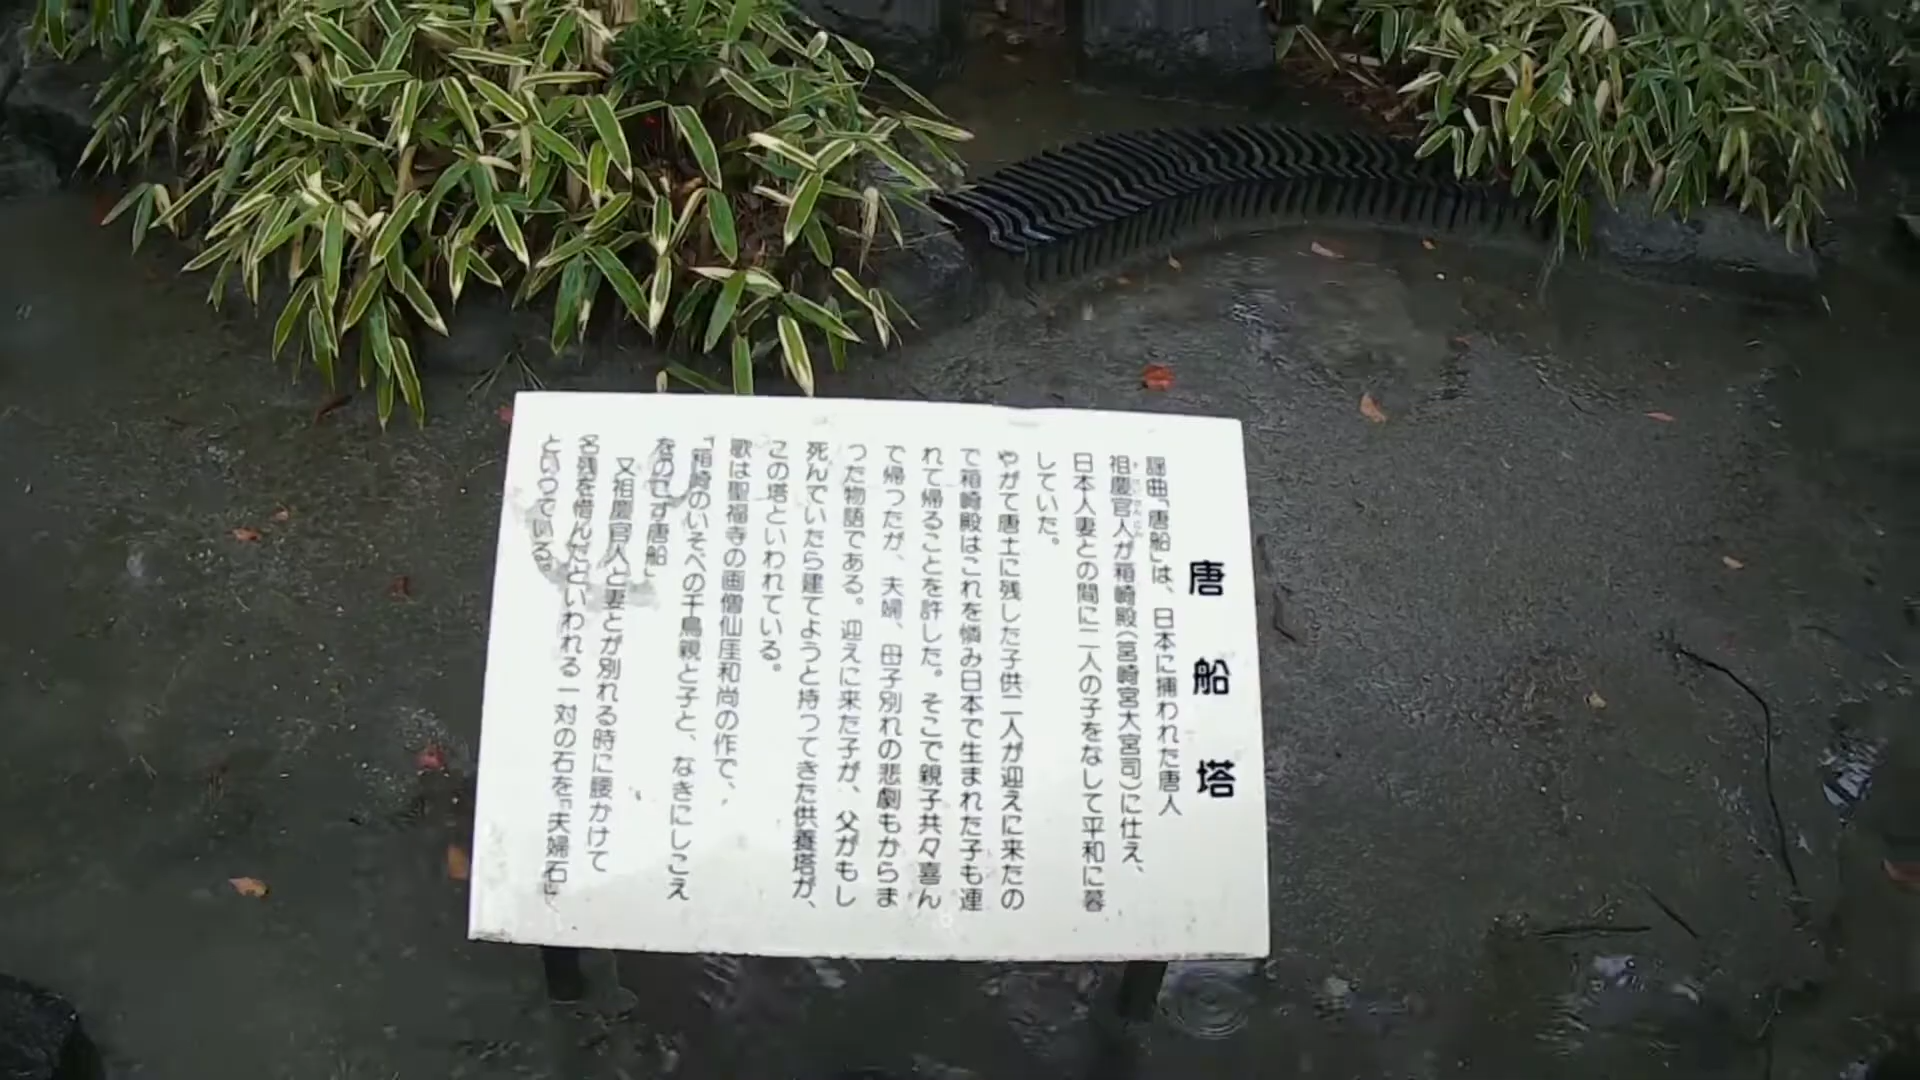 唐船塔
謡曲「唐船」は、日本に捕われた唐人
祖慶官人が箱崎殿(筥崎宮大宮司)に仕え、
日本人妻との間に二人の子をなして平和に暮
していた。
やがて唐土に残した子供二人が迎えに来たの
で箱崎殿はこれを憐み日本で生まれた子も連
れて帰ることを許した。そこで親子共々喜ん
で帰ったが、夫婦、母子別れの悲劇もからま
った物語である。迎えに来た子が、父がもし
死んでいたら建てようと持ってきた供養塔が、
この塔といわれている。
歌は聖福寺の画僧仙厓和尚の作で、
「箱崎のいそべの千鳥親と子と、なきにしこえ
をのこす唐船」
又祖慶官人と妻とが別れる時に腰かけて
名残を惜んだといわれる一対の石を「夫婦石」
といっている。